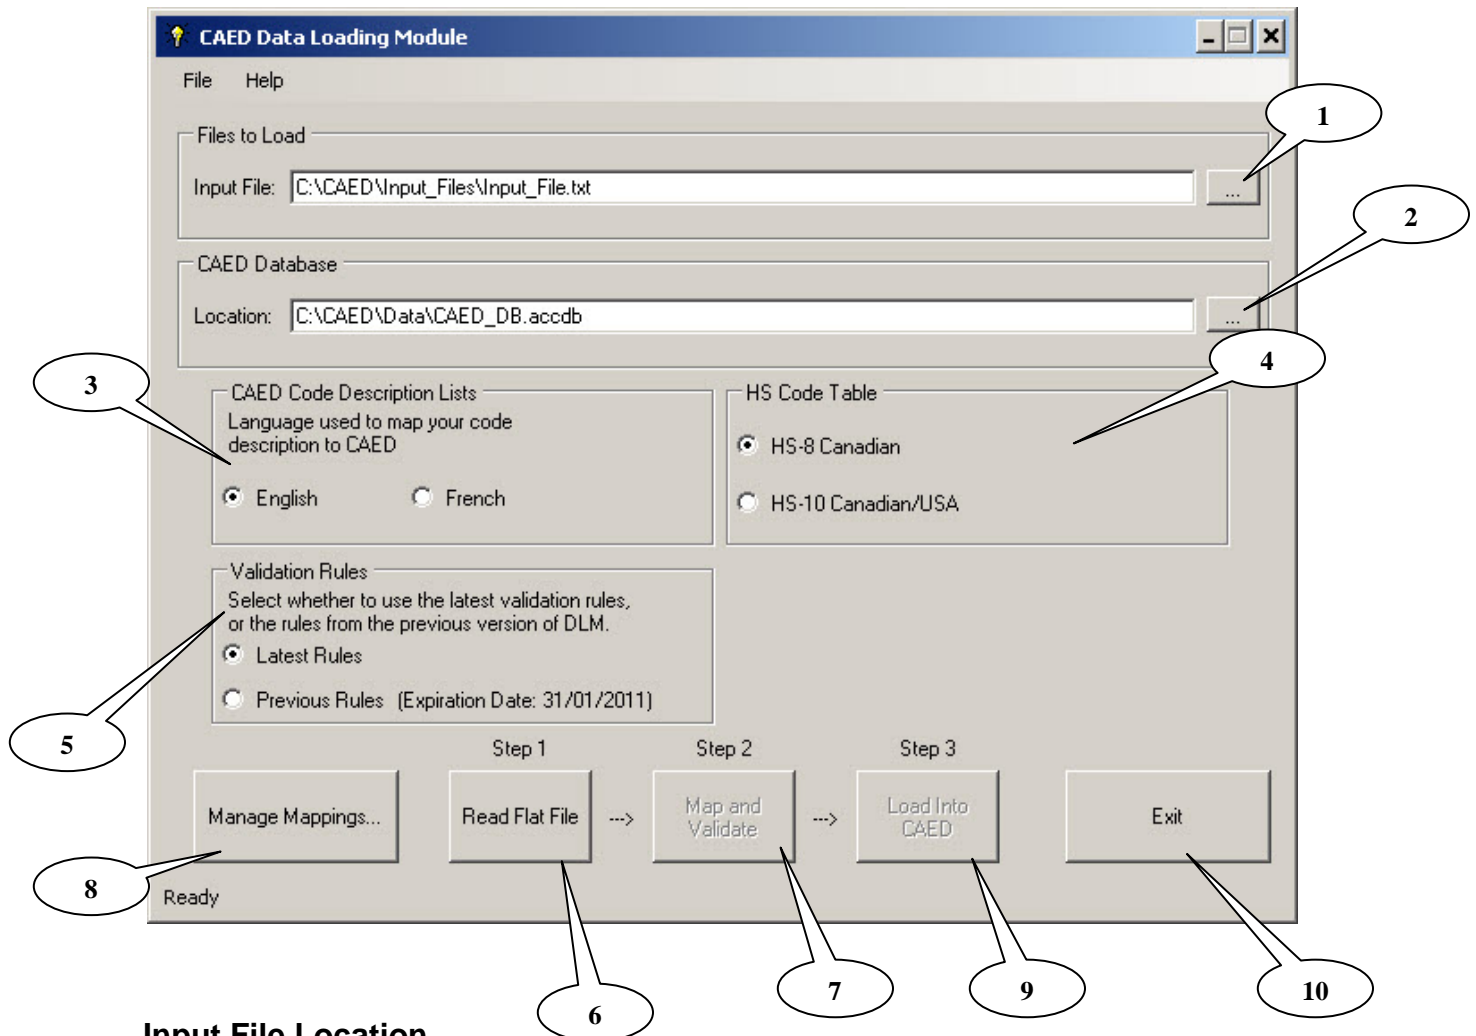 CAED Data Loading Module
File Help
1
Files to Load
Input File: C:\CAED\Input_Files\Input_File.txt ...
2
CAED Database
Location: C:\CAED\Data\CAED_DB.accdb ...
4
3
CAED Code Description Lists
Language used to map your code
description to CAED
English French
HS Code Table
HS-8 Canadian
HS-10 Canadian/USA
Validation Rules
Select whether to use the latest validation rules,
or the rules from the previous version of DLM.
Latest Rules
Previous Rules (Expiration Date: 31/01/2011)
5
Step 1 Step 2 Step 3
Manage Mappings... Read Flat File ---> Map and
Validate ---> Load Into
CAED Exit
8
Ready
7 9 10
6
Input File Location